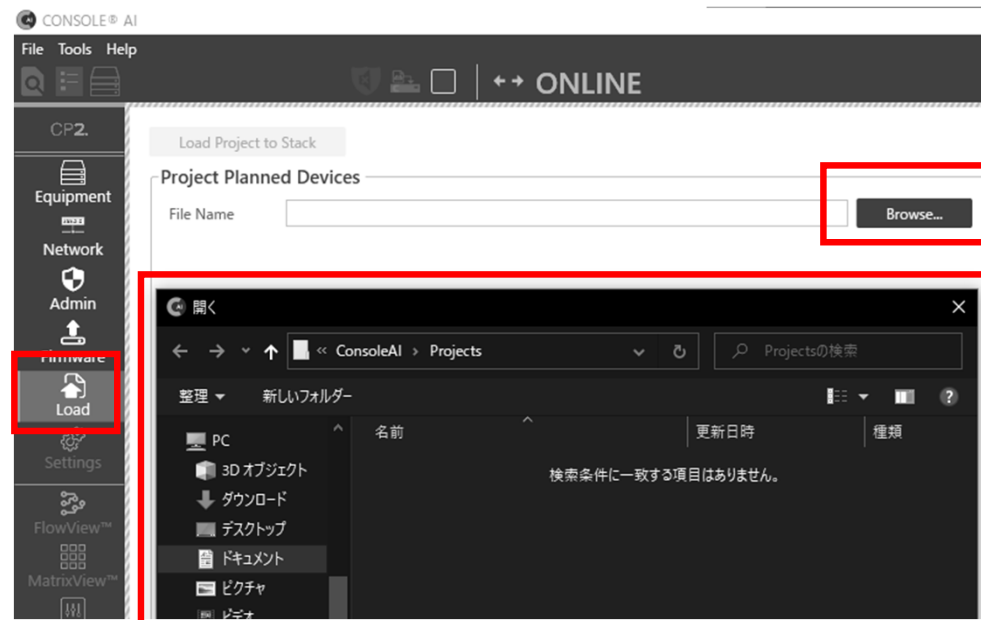 CONSOLE® AI
File Tools Help
ONLINE
CP2.
Load Project to Stack
Project Planned Devices
File Name
Browse...
Equipment
Network
Admin
Firmware
Load
Settings
FlowView™
MatrixView™
開く
« ConsoleAI › Projects
Projectsの検索
整理
新しいフォルダー
名前
更新日時
種類
検索条件に一致する項目はありません。
PC
3D オブジェクト
ダウンロード
デスクトップ
ドキュメント
ピクチャ
ビデオ